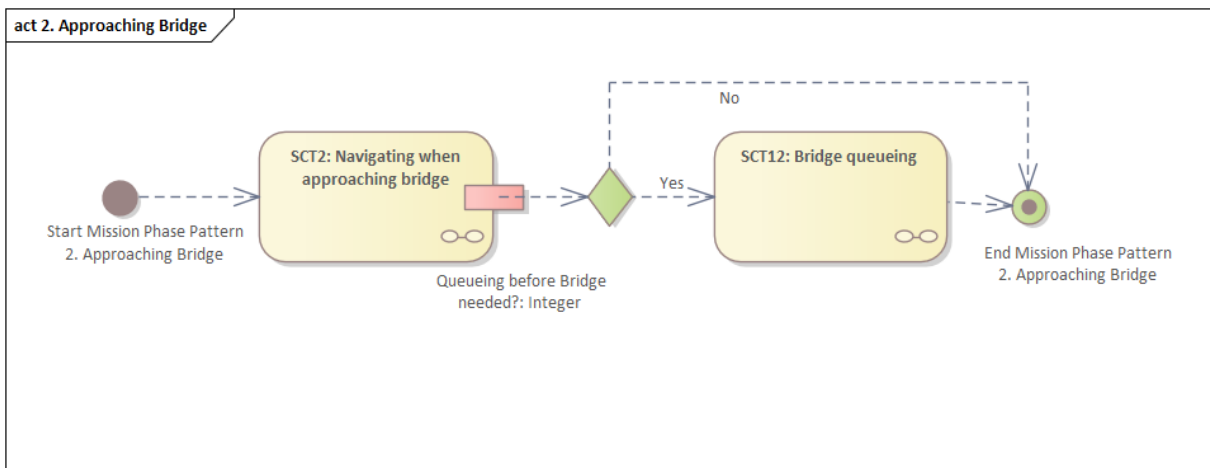 act 2. Approaching Bridge
No
SCT2: Navigating when
approaching bridge
SCT12: Bridge queueing
Yes
Start Mission Phase Pattern
2. Approaching Bridge
Queueing before Bridge
needed?: Integer
End Mission Phase Pattern
2. Approaching Bridge